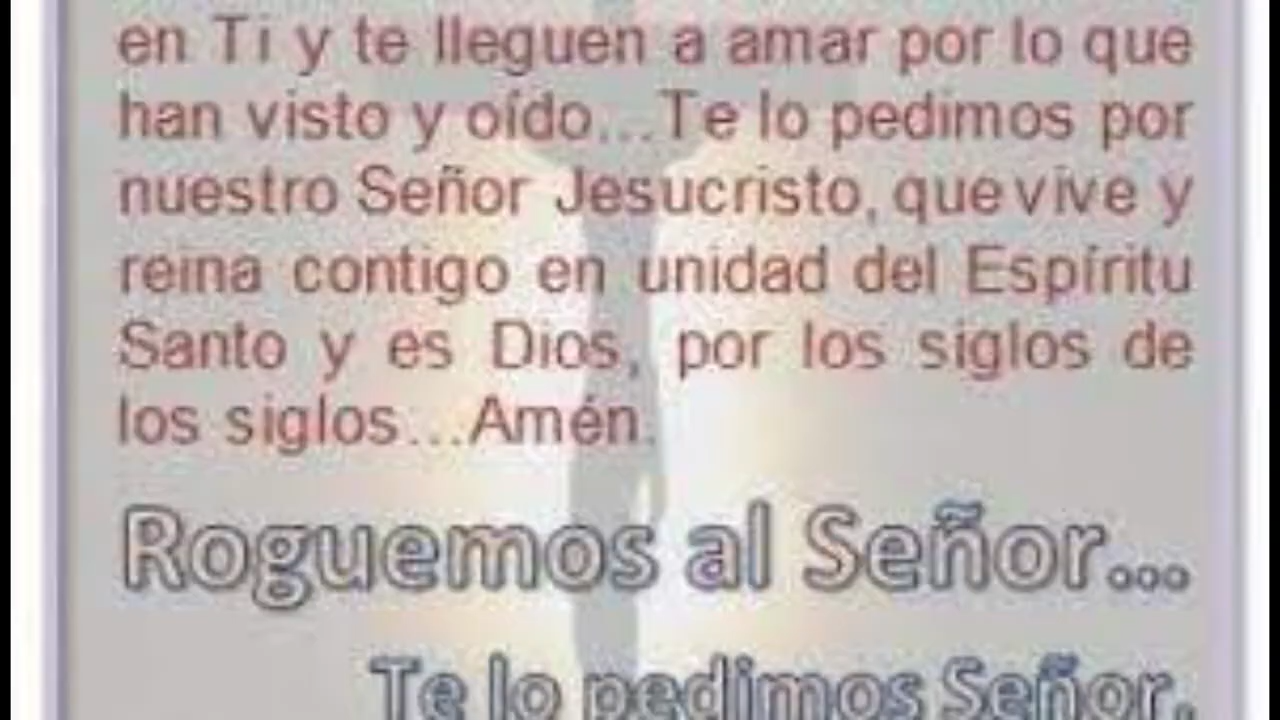 en Ti y te lleguen a amar por lo que
han visto y oído...Te lo pedimos por
nuestro Señor Jesucristo, que vive y
reina contigo en unidad del Espíritu
Santo y es Dios, por los siglos de
los siglos...Amén.
Roguemos al Señor...
Te lo pedimos Señor.